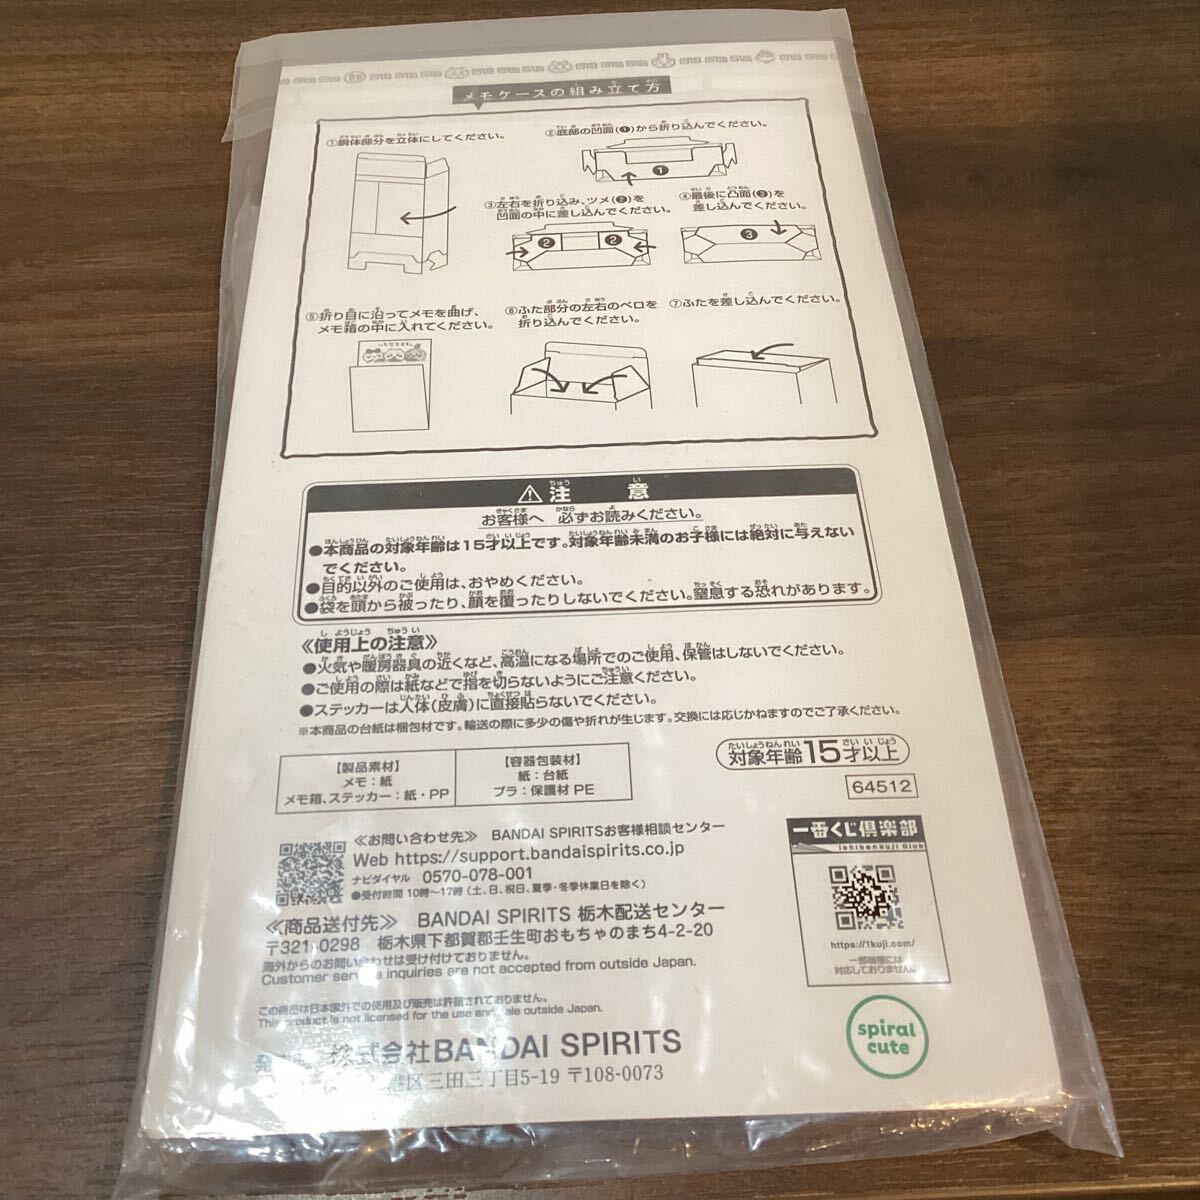 メモケースの組み立て方
①胴体部分を立体にしてください。
②底部の凹面(❶)から折り込んでください。
❶
③左右を折り込み、ツメ(❷)を
凹面の中に差し込んでください。
❷ ❷
④最後に凸面(❸)を
差し込んでください。
❸
⑤折り目に沿ってメモを曲げ、
メモ箱の中に入れてください。
⑥ふた部分の左右のベロを
折り込んでください。
⑦ふたを差し込んでください。
⚠注意
お客様へ 必ずお読みください。
●本商品の対象年齢は15才以上です。対象年齢未満のお子様には絶対に与えない
でください。
●目的以外のご使用は、おやめください。
●袋を頭から被ったり、顔を覆ったりしないでください。窒息する恐れがあります。
≪使用上の注意≫
●火気や暖房器具の近くなど、高温になる場所でのご使用、保管はしないでください。
●ご使用の際は紙などで指を切らないようにご注意ください。
●ステッカーは人体(皮膚)に直接貼らないでください。
※本商品の台紙は梱包材です。輸送の際に多少の傷や折れが生じます。交換には応じかねますのでご了承ください。
【製品素材】
メモ：紙
メモ箱、ステッカー：紙・PP
【容器包装材】
紙：台紙
プラ：保護材 PE
対象年齢15才以上
64512
≪お問い合わせ先≫ BANDAI SPIRITSお客様相談センター
Web https://support.bandaispirits.co.jp
ナビダイヤル 0570-078-001
●受付時間 10時～17時(土、日、祝日、夏季・冬季休業日を除く)
≪商品送付先≫ BANDAI SPIRITS 栃木配送センター
〒321-0298 栃木県下都賀郡壬生町おもちゃのまち4-2-20
海外からのお問い合わせは受け付けておりません。
Customer service inquiries are not accepted from outside Japan.
この商品は日本国外での使用及び販売は許諾されておりません。
This product is not licensed for the use and sale outside Japan.
株式会社BANDAI SPIRITS
港区三田三丁目5-19 〒108-0073
一番くじ倶楽部
Ichibankuji Club
https://1kuji.com/
一部機種には
対応しておりません。
spiral
cute